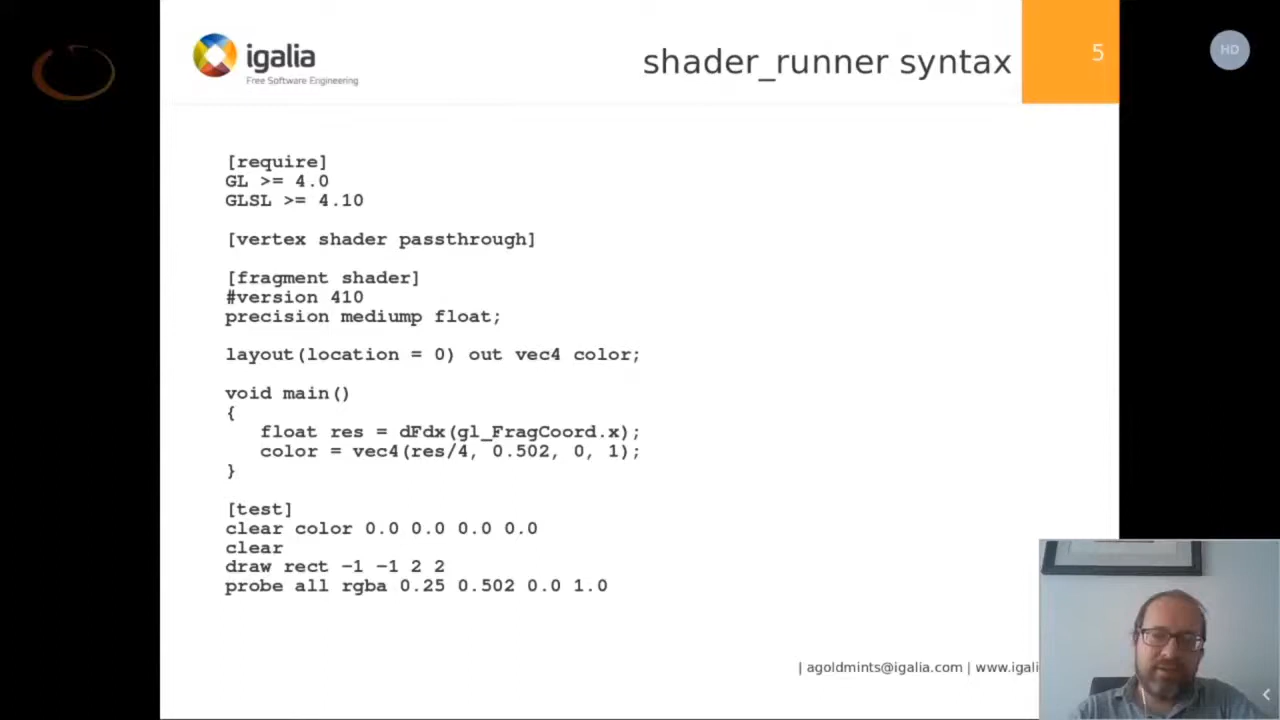 igalia
Free Software Engineering
shader_runner syntax
5
HD
[require]
GL >= 4.0
GLSL >= 4.10
[vertex shader passthrough]
[fragment shader]
#version 410
precision mediump float;
layout(location = 0) out vec4 color;
void main()
{
float res = dFdx(gl_FragCoord.x);
color = vec4(res/4, 0.502, 0, 1);
}
[test]
clear color 0.0 0.0 0.0 0.0
clear
draw rect -1 -1 2 2
probe all rgba 0.25 0.502 0.0 1.0
| agoldmints@igalia.com | www.igali